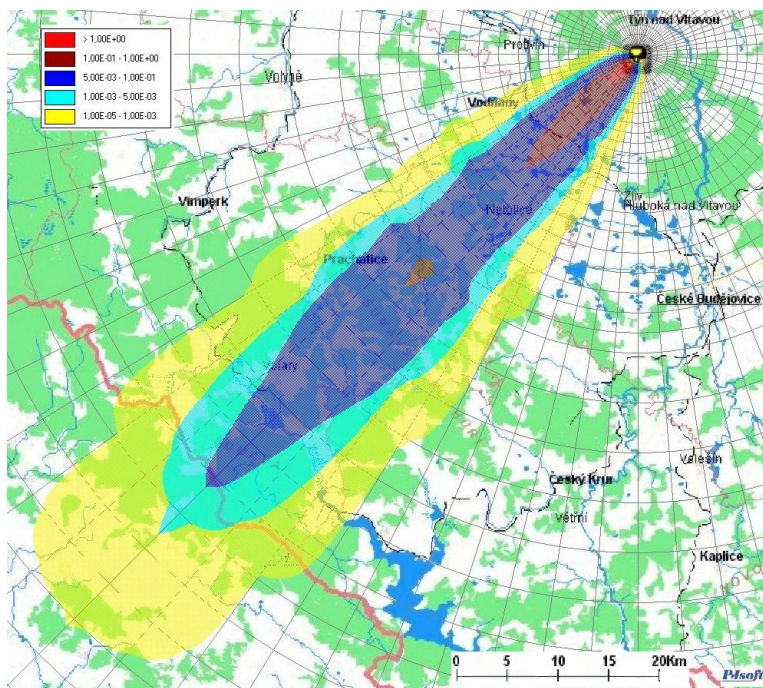 > 1,00E+00
1,00E-01 - 1,00E+00
5,00E-03 - 1,00E-01
1,00E-03 - 5,00E-03
1,00E-05 - 1,00E-03
Týn nad Vltavou
Protivín
Volyně
Vodňany
Vimperk
Netolice
Zliv
Hluboká nad Vltavou
Prachatice
České Budějovice
Volary
Velešín
Český Krur
Větřní
Kaplice
0 5 10 15 20Km